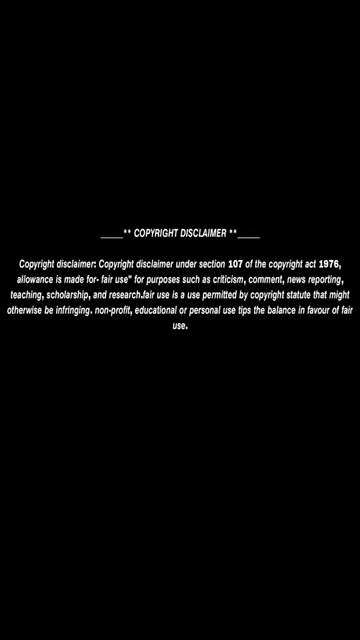 _____** COPYRIGHT DISCLAIMER **_____
Copyright disclaimer: Copyright disclaimer under section 107 of the copyright act 1976,
allowance is made for- fair use" for purposes such as criticism, comment, news reporting,
teaching, scholarship, and research.fair use is a use permitted by copyright statute that might
otherwise be infringing. non-profit, educational or personal use tips the balance in favour of fair
use.